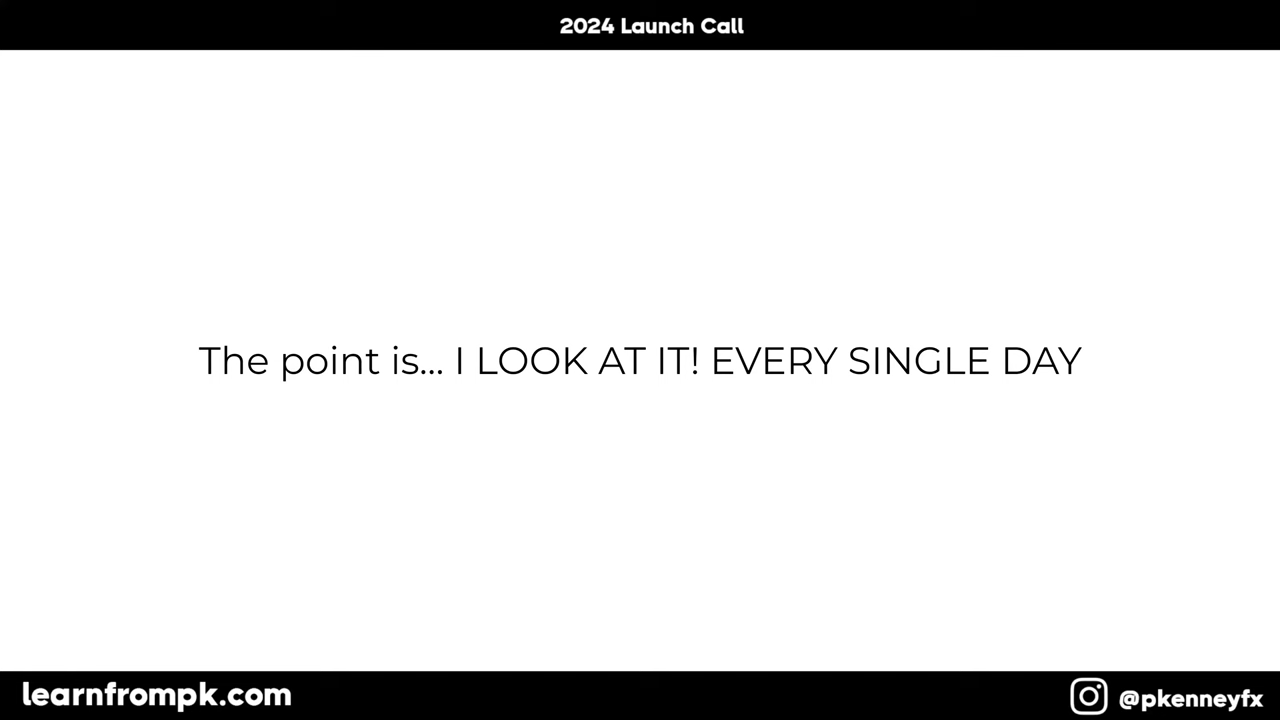 2024 Launch Call
The point is... I LOOK AT IT! EVERY SINGLE DAY
learnfrompk.com
@pkenneyfx